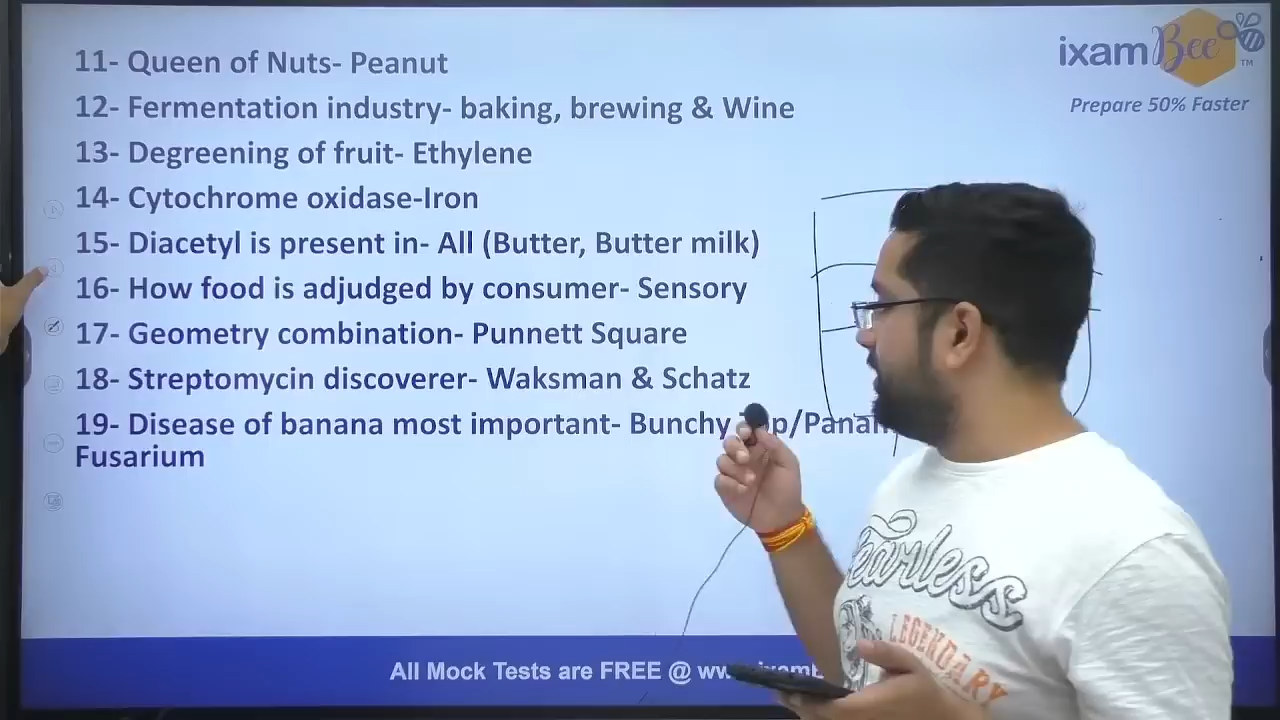 11- Queen of Nuts- Peanut
12- Fermentation industry- baking, brewing & Wine
13- Degreening of fruit- Ethylene
14- Cytochrome oxidase-Iron
15- Diacetyl is present in- All (Butter, Butter milk)
16- How food is adjudged by consumer- Sensory
17- Geometry combination- Punnett Square
18- Streptomycin discoverer- Waksman & Schatz
19- Disease of banana most important- Bunchy
Fusarium
ixamBee™
Prepare 50% Faster
Fearless
LEGENDARY
All Mock Tests are FREE @